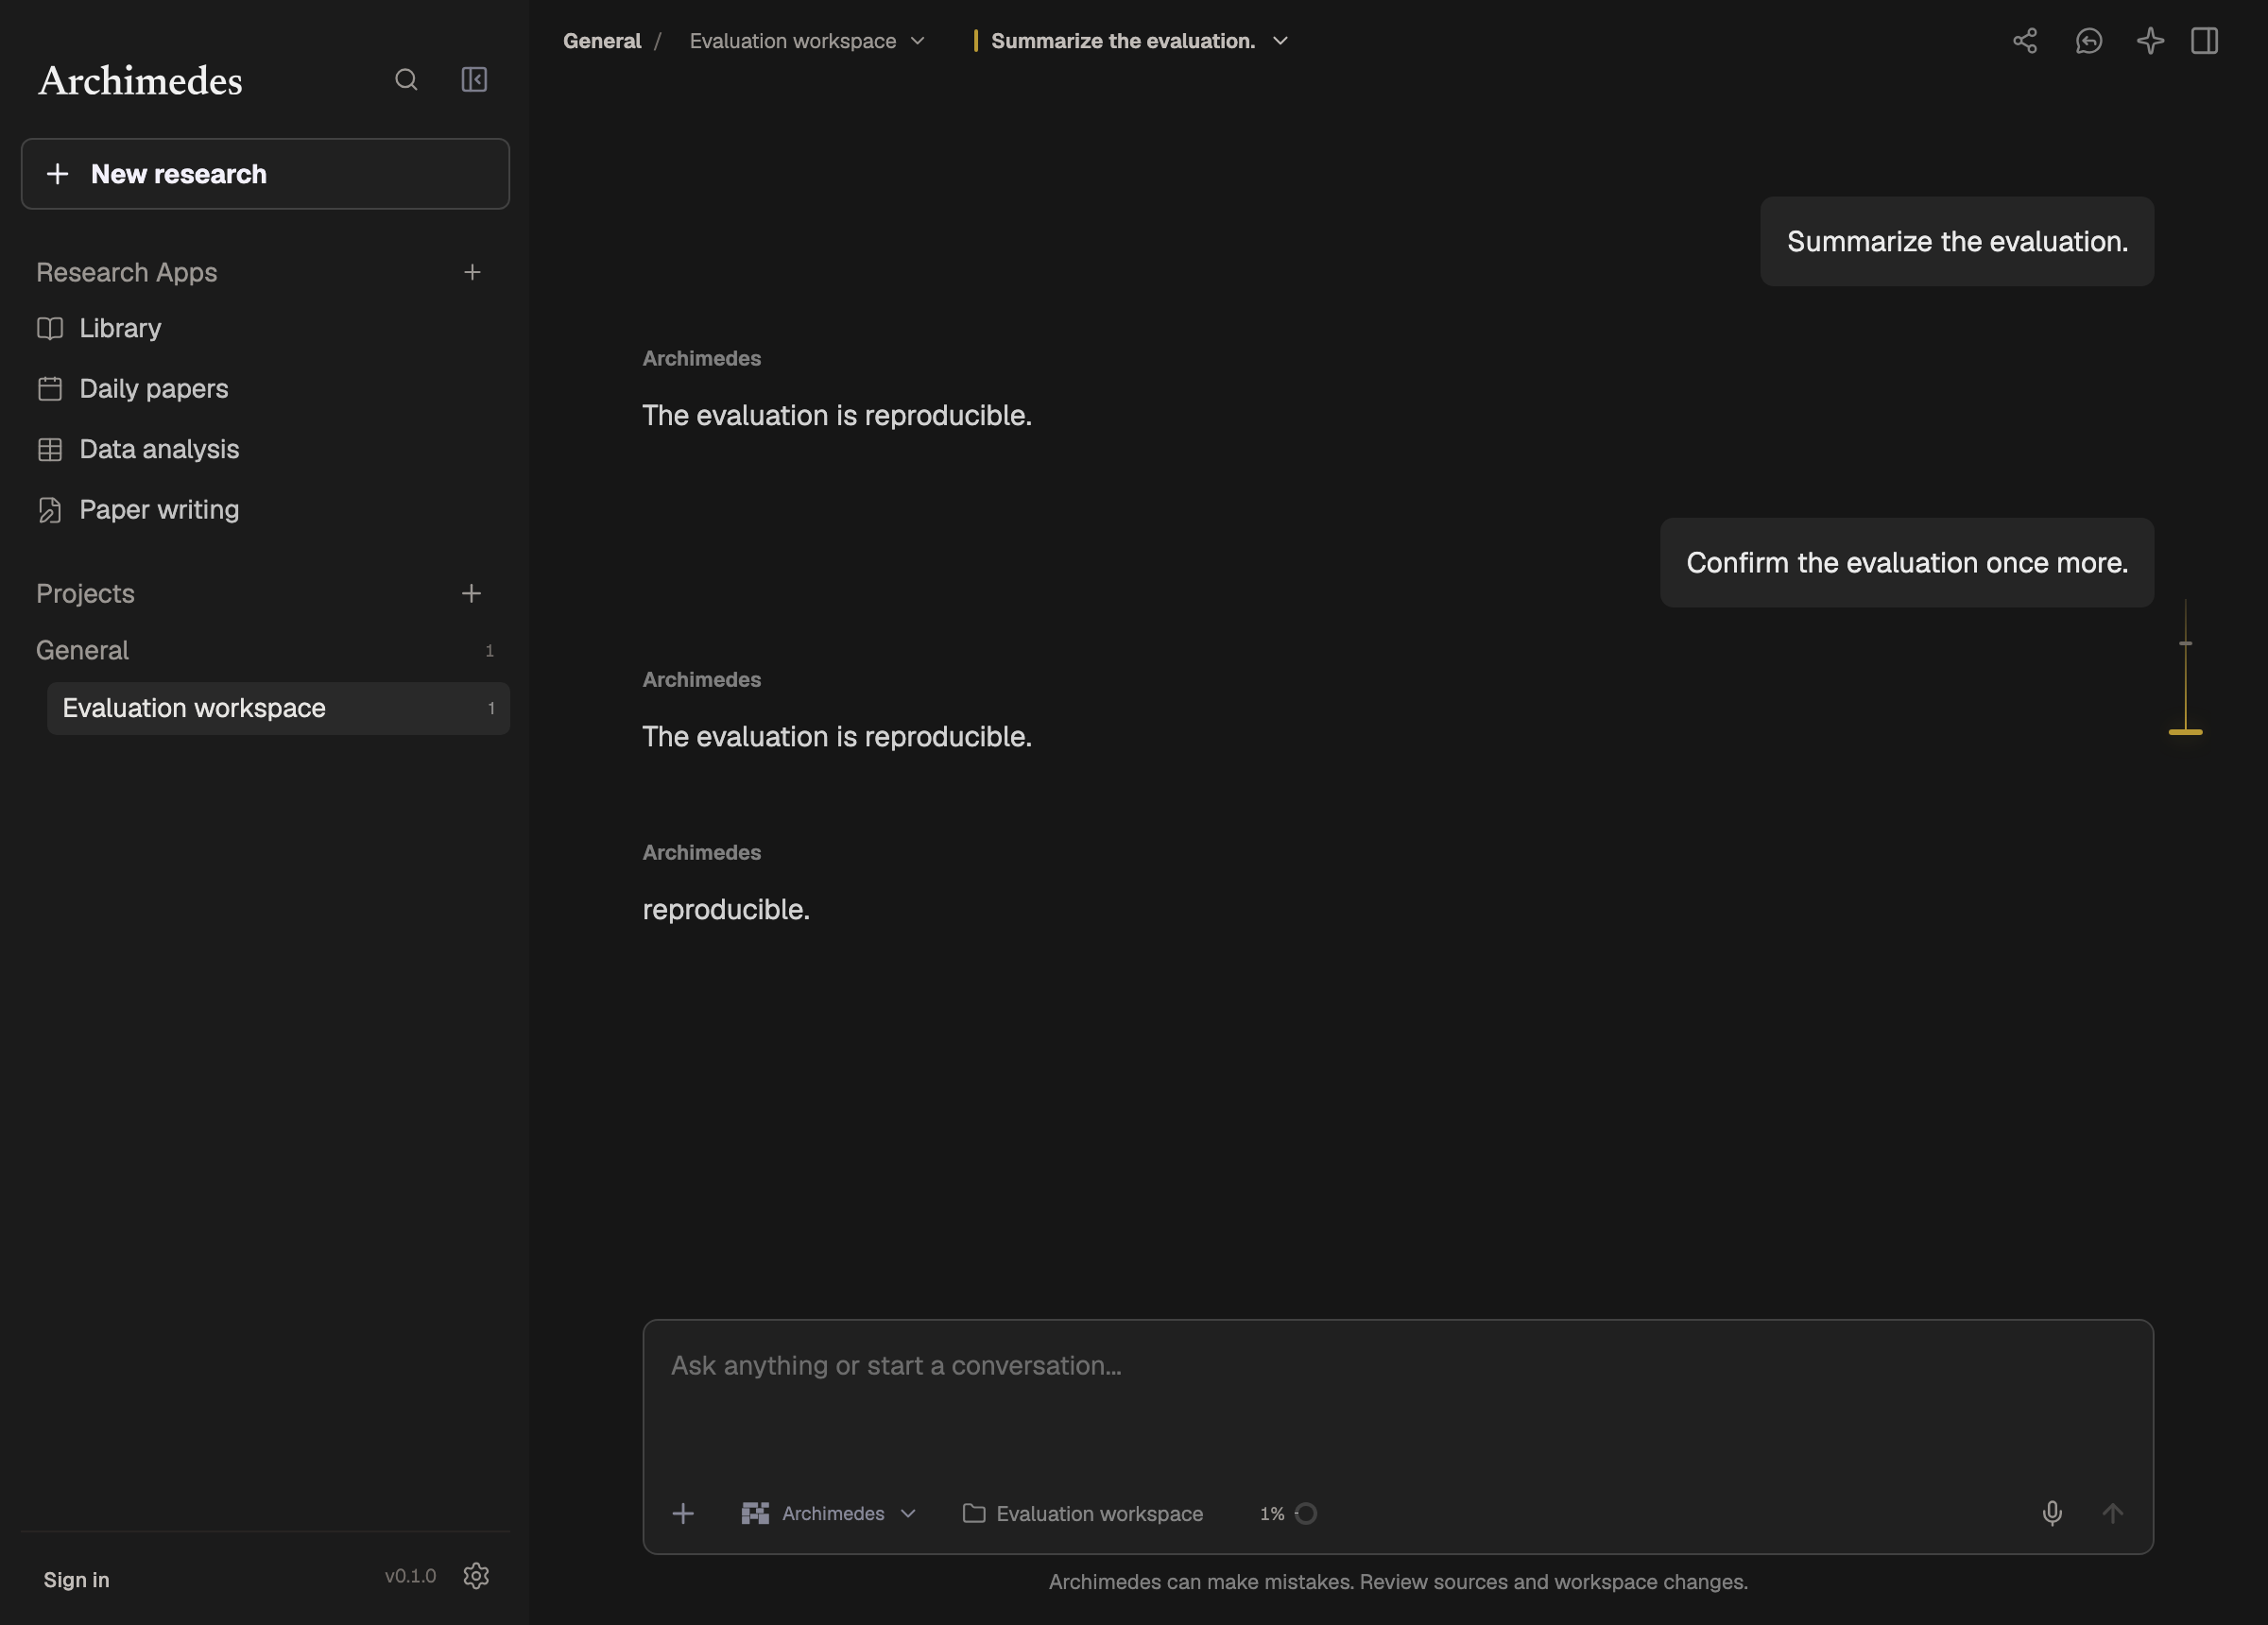 Archimedes
New research
Research Apps
Library
Daily papers
Data analysis
Paper writing
Projects
General 1
Evaluation workspace 1
Sign in v0.1.0
General / Evaluation workspace Summarize the evaluation.
Summarize the evaluation.
Archimedes
The evaluation is reproducible.
Confirm the evaluation once more.
Archimedes
The evaluation is reproducible.
Archimedes
reproducible.
Ask anything or start a conversation...
Archimedes Evaluation workspace 1%
Archimedes can make mistakes. Review sources and workspace changes.